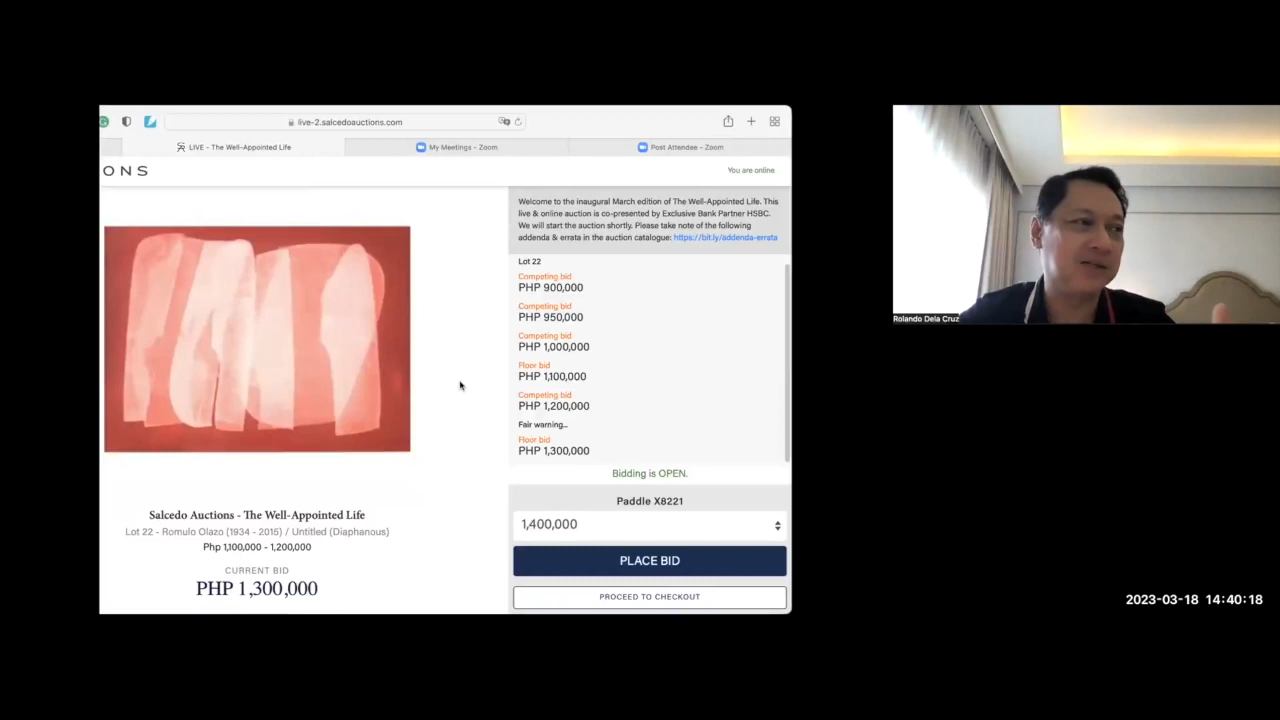 live-2.salcedoauctions.com
LIVE - The Well-Appointed Life
My Meetings - Zoom
Post Attendee - Zoom
ONS
You are online
Welcome to the inaugural March edition of The Well-Appointed Life. This
live & online auction is co-presented by Exclusive Bank Partner HSBC.
We will start the auction shortly. Please take note of the following
addenda & errata in the auction catalogue: https://bit.ly/addenda-errata
Lot 22
Competing bid
PHP 900,000
Competing bid
PHP 950,000
Competing bid
PHP 1,000,000
Floor bid
PHP 1,100,000
Competing bid
PHP 1,200,000
Fair warning...
Floor bid
PHP 1,300,000
Bidding is OPEN.
Paddle X8221
1,400,000
PLACE BID
PROCEED TO CHECKOUT
Salcedo Auctions - The Well-Appointed Life
Lot 22 - Romulo Olazo (1934 - 2015) / Untitled (Diaphanous)
Php 1,100,000 - 1,200,000
CURRENT BID
PHP 1,300,000
Rolando Dela Cruz
2023-03-18 14:40:18